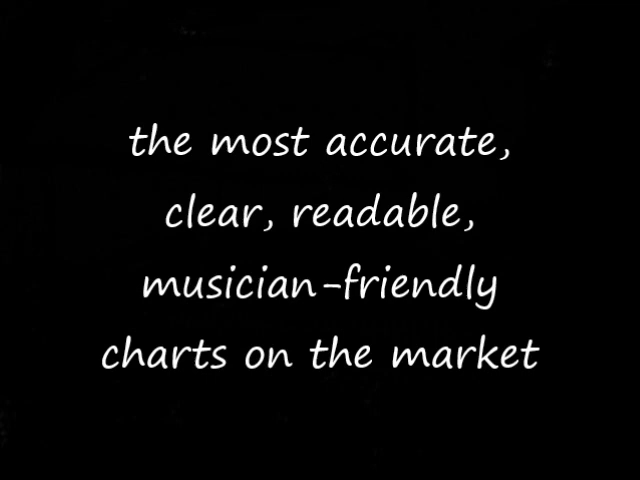 the most accurate,
clear, readable,
musician-friendly
charts on the market